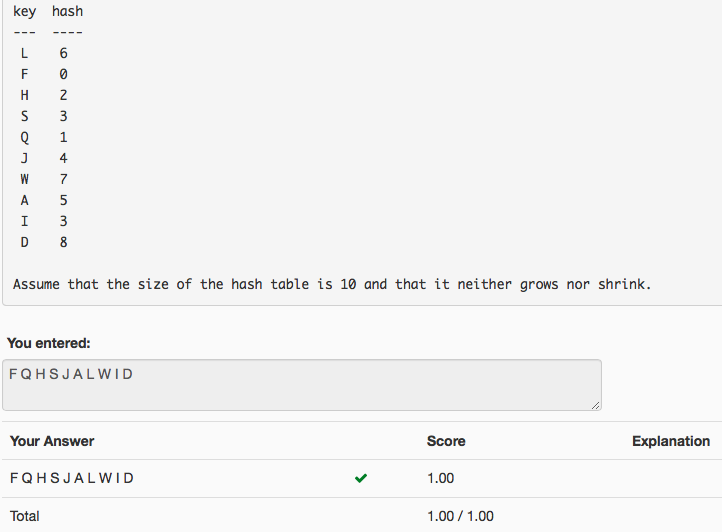 key hash
--- ----
L 6
F 0
H 2
S 3
Q 1
J 4
W 7
A 5
I 3
D 8
Assume that the size of the hash table is 10 and that it neither grows nor shrink.
You entered:
F Q H S J A L W I D
Your Answer Score Explanation
F Q H S J A L W I D ✔ 1.00
Total 1.00 / 1.00